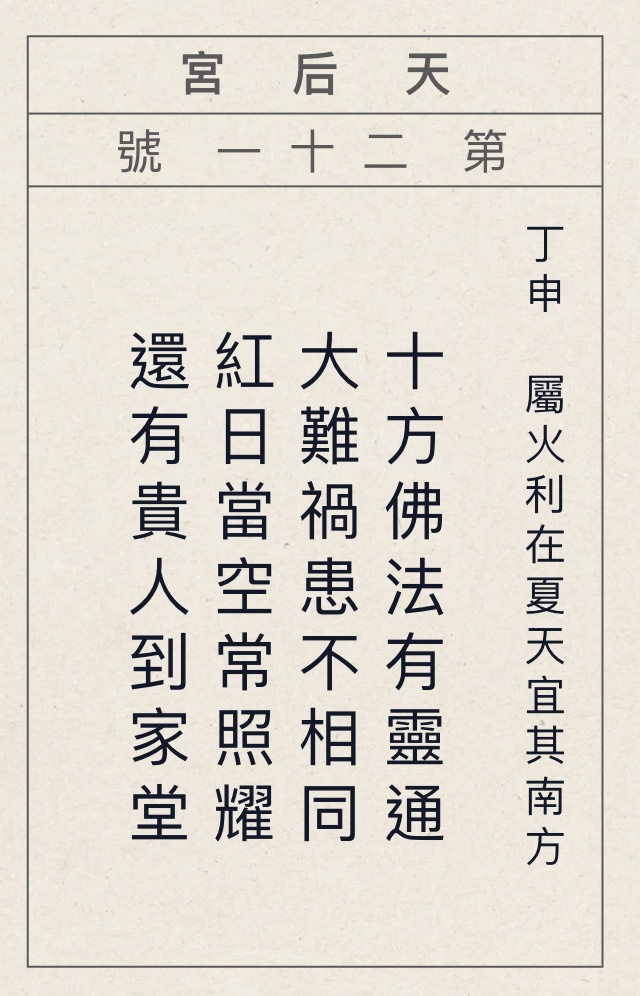 天后宮
第二十一號
丁申 屬火利在夏天宜其南方
十方佛法有靈通
大難禍患不相同
紅日當空常照耀
還有貴人到家堂